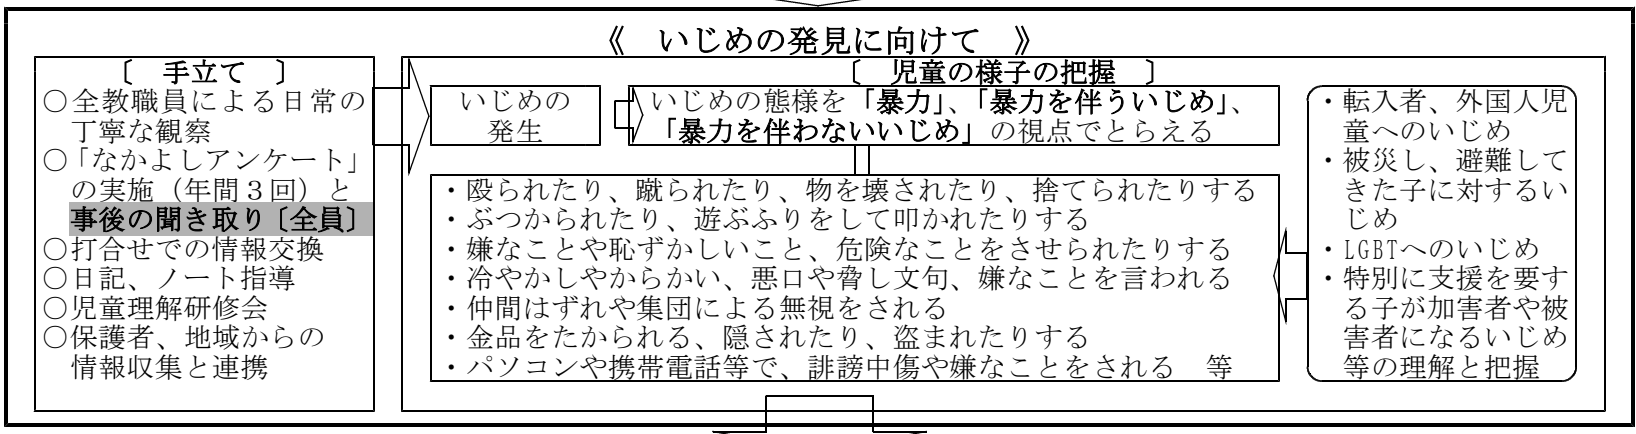 《　いじめの発見に向けて　》
〔　手立て　〕
○全教職員による日常の
丁寧な観察
○「なかよしアンケート」
の実施（年間３回）と
事後の聞き取り〔全員〕
○打合せでの情報交換
○日記、ノート指導
○児童理解研修会
○保護者、地域からの
情報収集と連携
〔　児童の様子の把握　〕
いじめの
発生
いじめの態様を「暴力」、「暴力を伴ういじめ」、
「暴力を伴わないいじめ」の視点でとらえる
・殴られたり、蹴られたり、物を壊されたり、捨てられたりする
・ぶつかられたり、遊ぶふりをして叩かれたりする
・嫌なことや恥ずかしいこと、危険なことをさせられたりする
・冷やかしやからかい、悪口や脅し文句、嫌なことを言われる
・仲間はずれや集団による無視をされる
・金品をたかられる、隠されたり、盗まれたりする
・パソコンや携帯電話等で、誹謗中傷や嫌なことをされる　等
・転入者、外国人児
童へのいじめ
・被災し、避難して
きた子に対するい
じめ
・LGBTへのいじめ
・特別に支援を要す
る子が加害者や被
害者になるいじめ
等の理解と把握